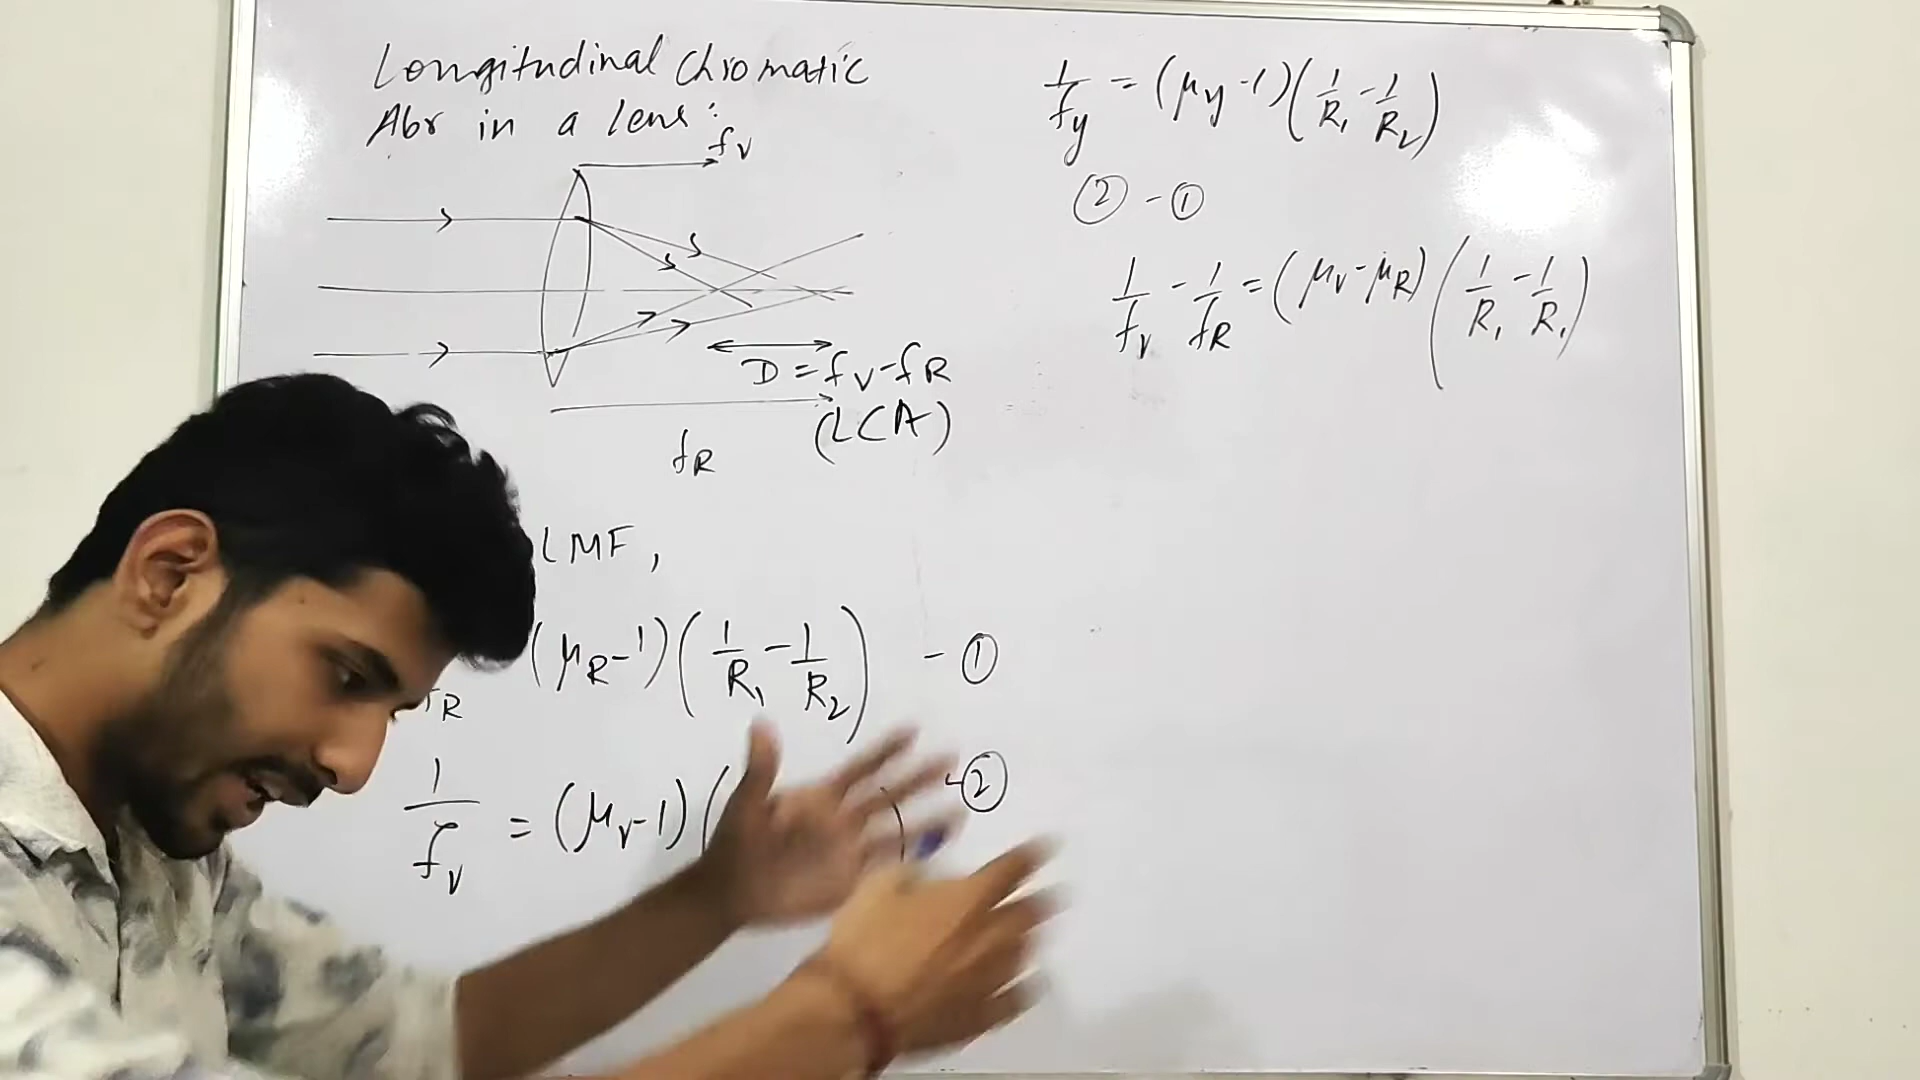 Longitudinal Chromatic
Abr in a lens:
fV
D = fV - fR
(LCA)
fR
LMF,
fR (μR-1)(1/R1 - 1/R2) - ①
1/fV = (μV-1)( ) - ②
1/fy = (μy-1)(1/R1 - 1/R2)
② - ①
1/fV - 1/fR = (μV-μR)(1/R1 - 1/R1)